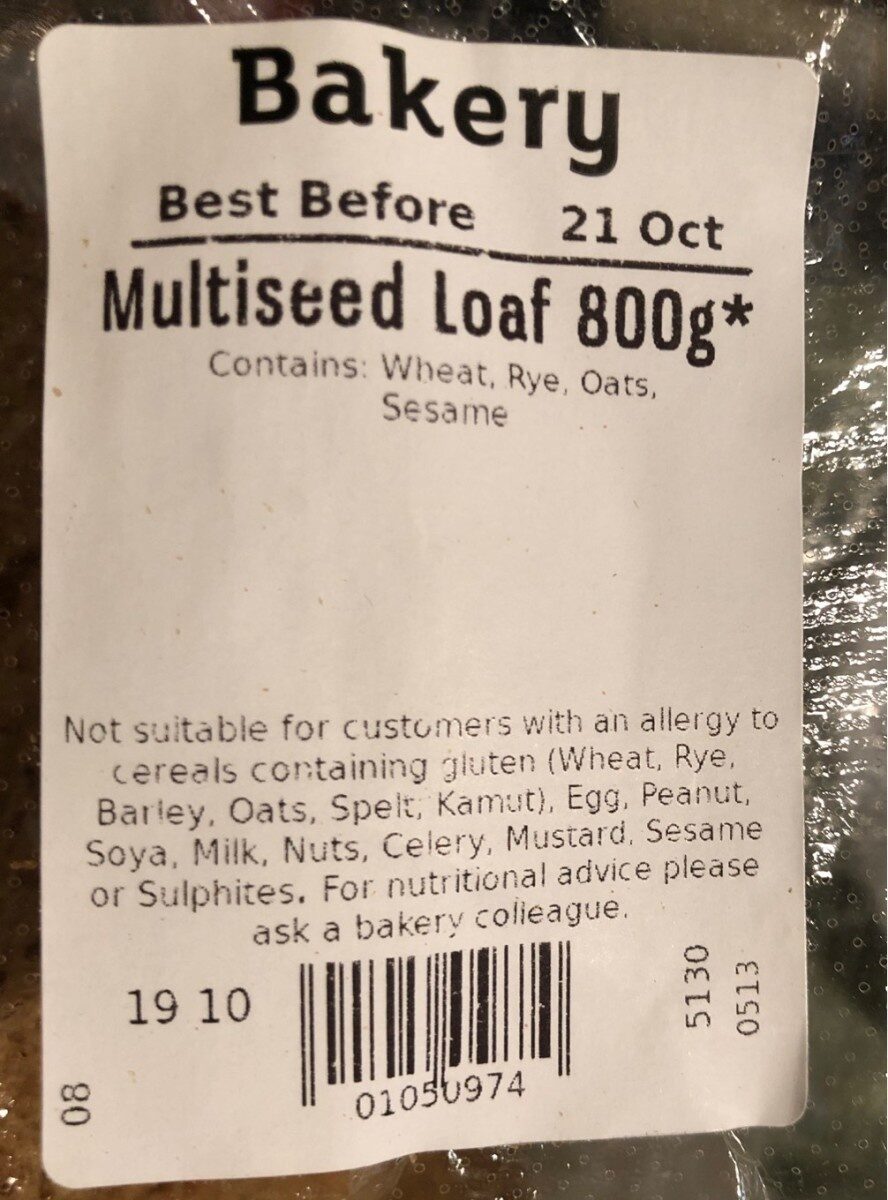 Bakery
Best Before 21 Oct
Multiseed Loaf 800g*
Contains: Wheat, Rye, Oats,
Sesame
Not suitable for customers with an allergy to
cereals containing gluten (Wheat, Rye,
Barley, Oats, Spelt, Kamut), Egg, Peanut,
Soya, Milk, Nuts, Celery, Mustard, Sesame
or Sulphites. For nutritional advice please
ask a bakery colleague.
19 10
5130
0513
08
01050974